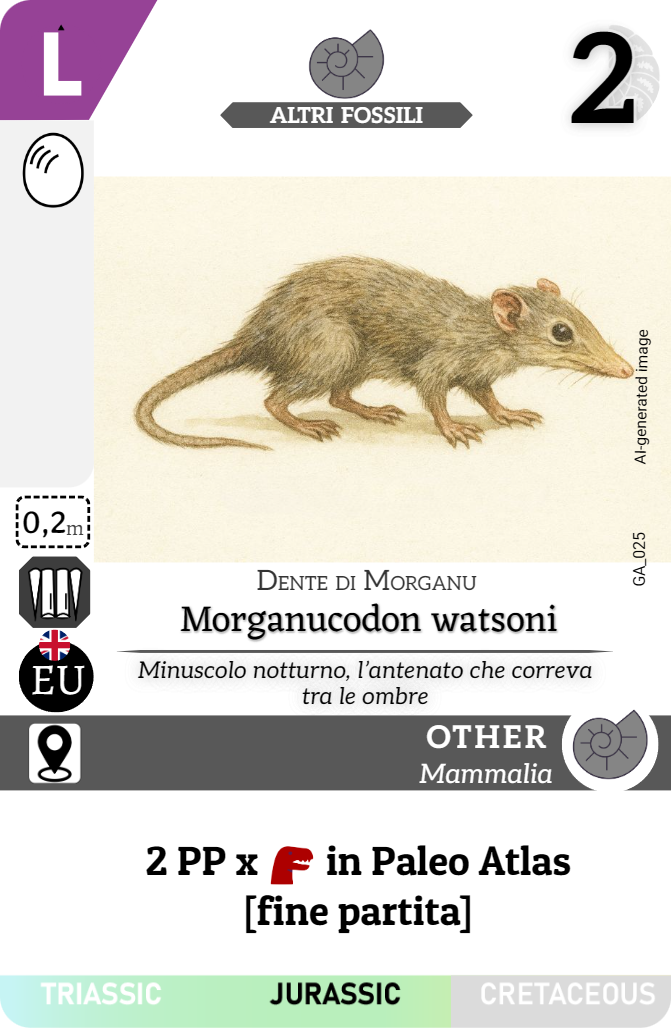 L
ALTRI FOSSILI
2
AI-generated image
GA_025
0,2m
EU
Dente di Morganu
Morganucodon watsoni
Minuscolo notturno, l'antenato che correva
tra le ombre
OTHER
Mammalia
2 PP x in Paleo Atlas
[fine partita]
TRIASSIC JURASSIC CRETACEOUS